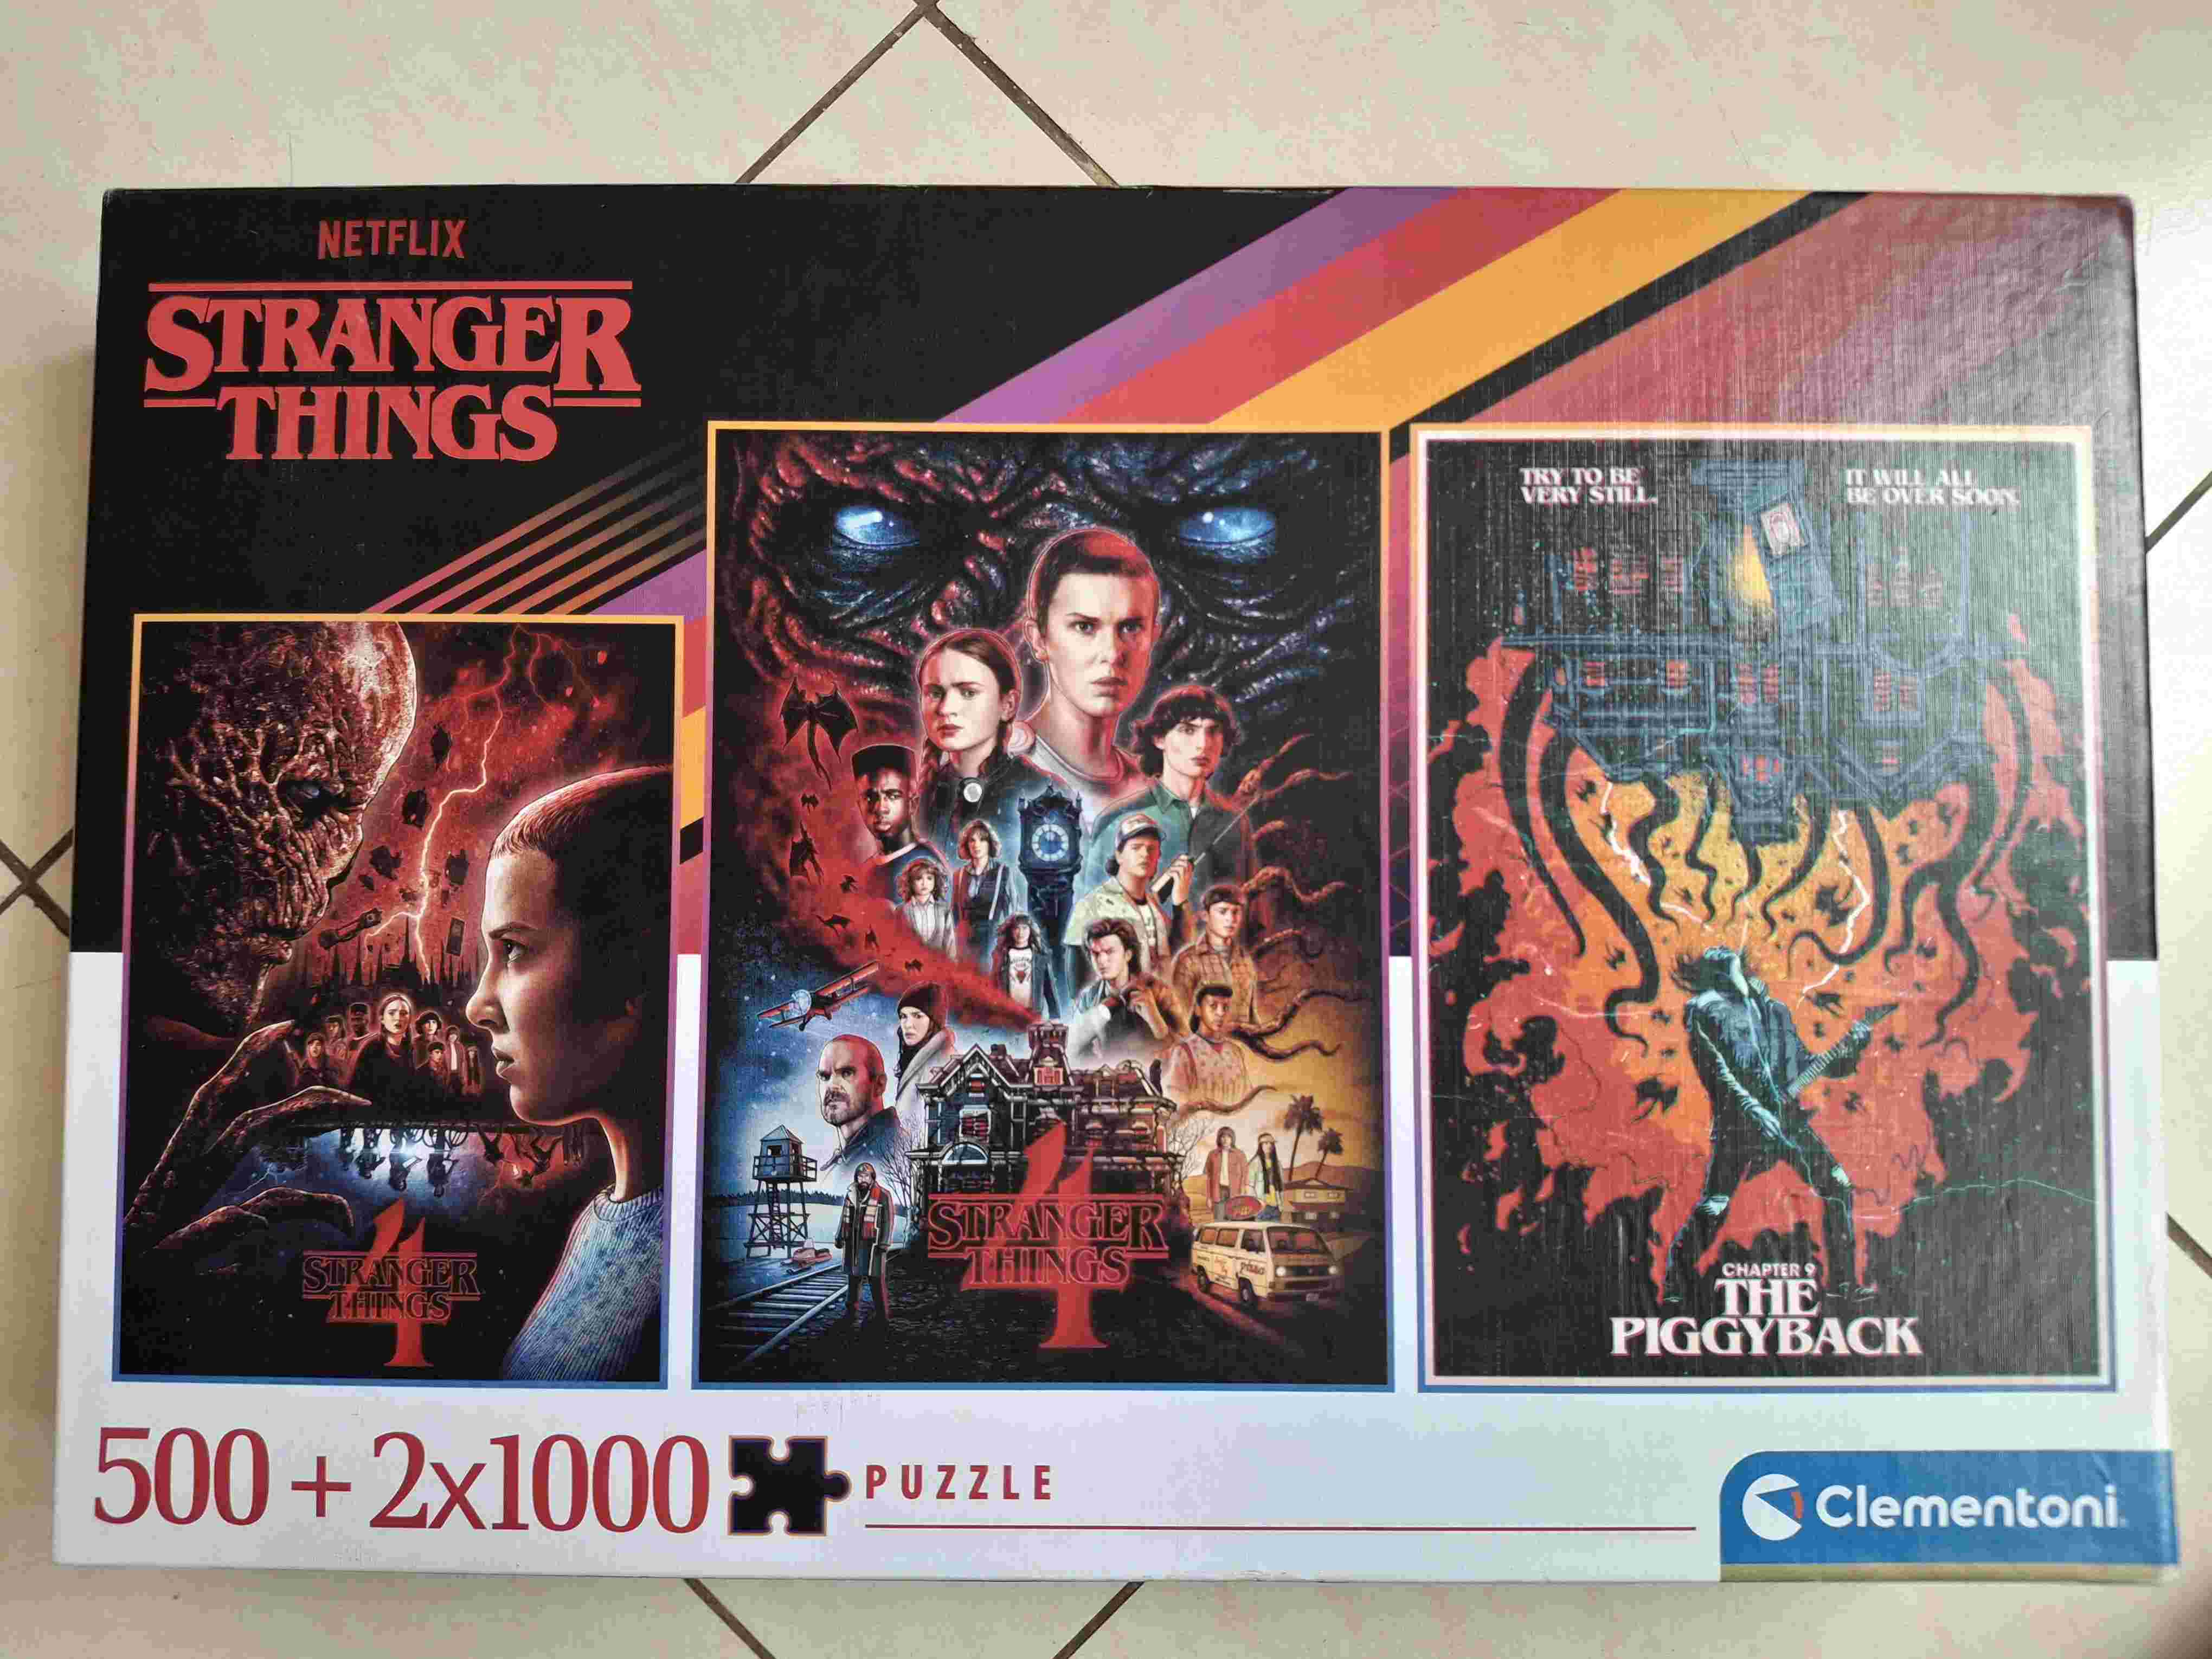 NETFLIX
STRANGER
THINGS
STRANGER
THINGS
4
STRANGER
THINGS
4
TRY TO BE
VERY STILL.
IT WILL ALL
BE OVER SOON.
CHAPTER 9
THE
PIGGYBACK
500 + 2x1000 PUZZLE
Clementoni